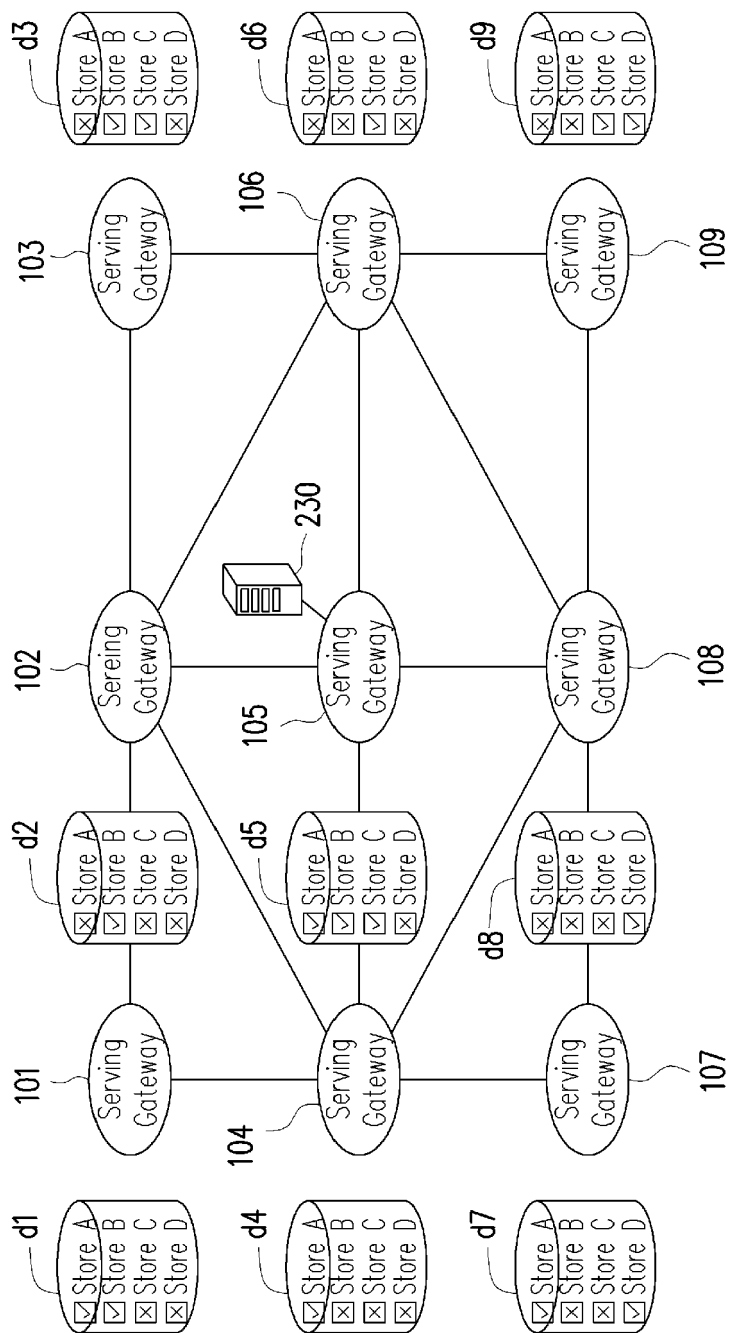 d1
☑ Store A
☑ Store B
☒ Store C
☒ Store D
101
Serving
Gateway
d2
☒ Store A
☑ Store B
☒ Store C
☒ Store D
102
Sereing
Gateway
103
Serving
Gateway
d3
☒ Store A
☑ Store B
☑ Store C
☒ Store D
230
d4
☑ Store A
☒ Store B
☒ Store C
☒ Store D
104
Serving
Gateway
d5
☑ Store A
☑ Store B
☑ Store C
☒ Store D
105
Serving
Gateway
106
Serving
Gateway
d6
☒ Store A
☒ Store B
☑ Store C
☒ Store D
d7
☑ Store A
☒ Store B
☒ Store C
☑ Store D
Serving
Gateway
107
d8
☒ Store A
☒ Store B
☒ Store C
☑ Store D
Serving
Gateway
108
Serving
Gateway
109
d9
☒ Store A
☒ Store B
☑ Store C
☑ Store D